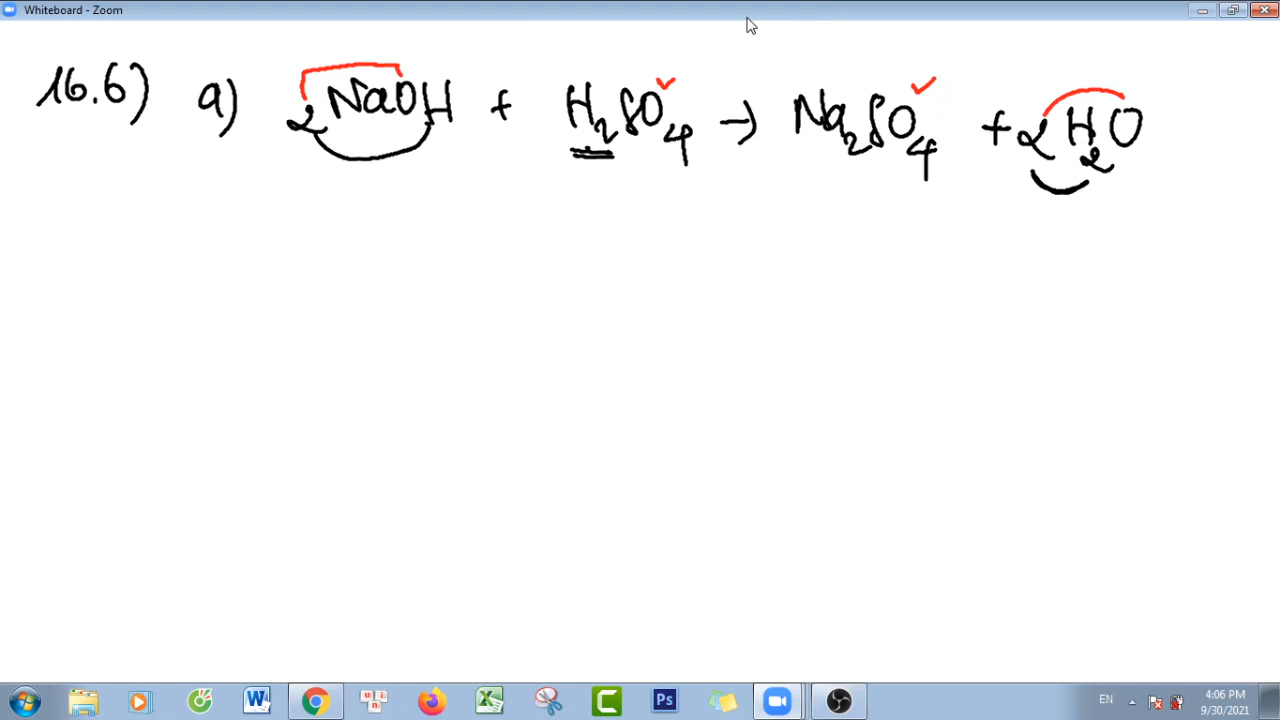 Whiteboard - Zoom
16.6) a) 2NaOH + H₂SO₄ → Na₂SO₄ + 2H₂O
EN
4:06 PM
9/30/2021